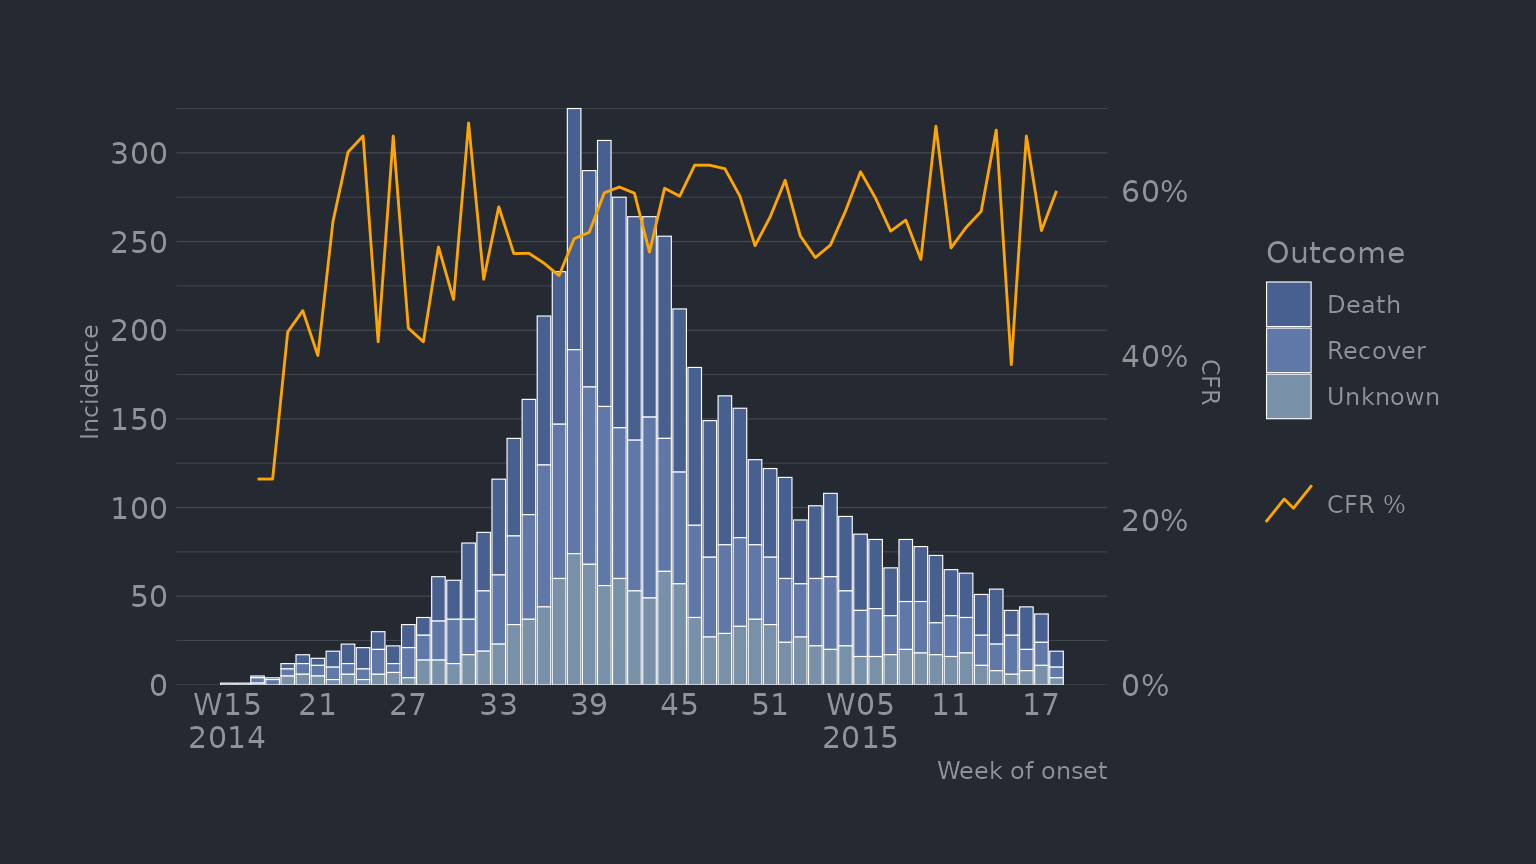 300
250
200
150
100
50
0
Incidence
60%
40%
20%
0%
CFR
W15 21 27 33 39 45 51 W05 11 17
2014 2015
Week of onset
Outcome
Death
Recover
Unknown
CFR %